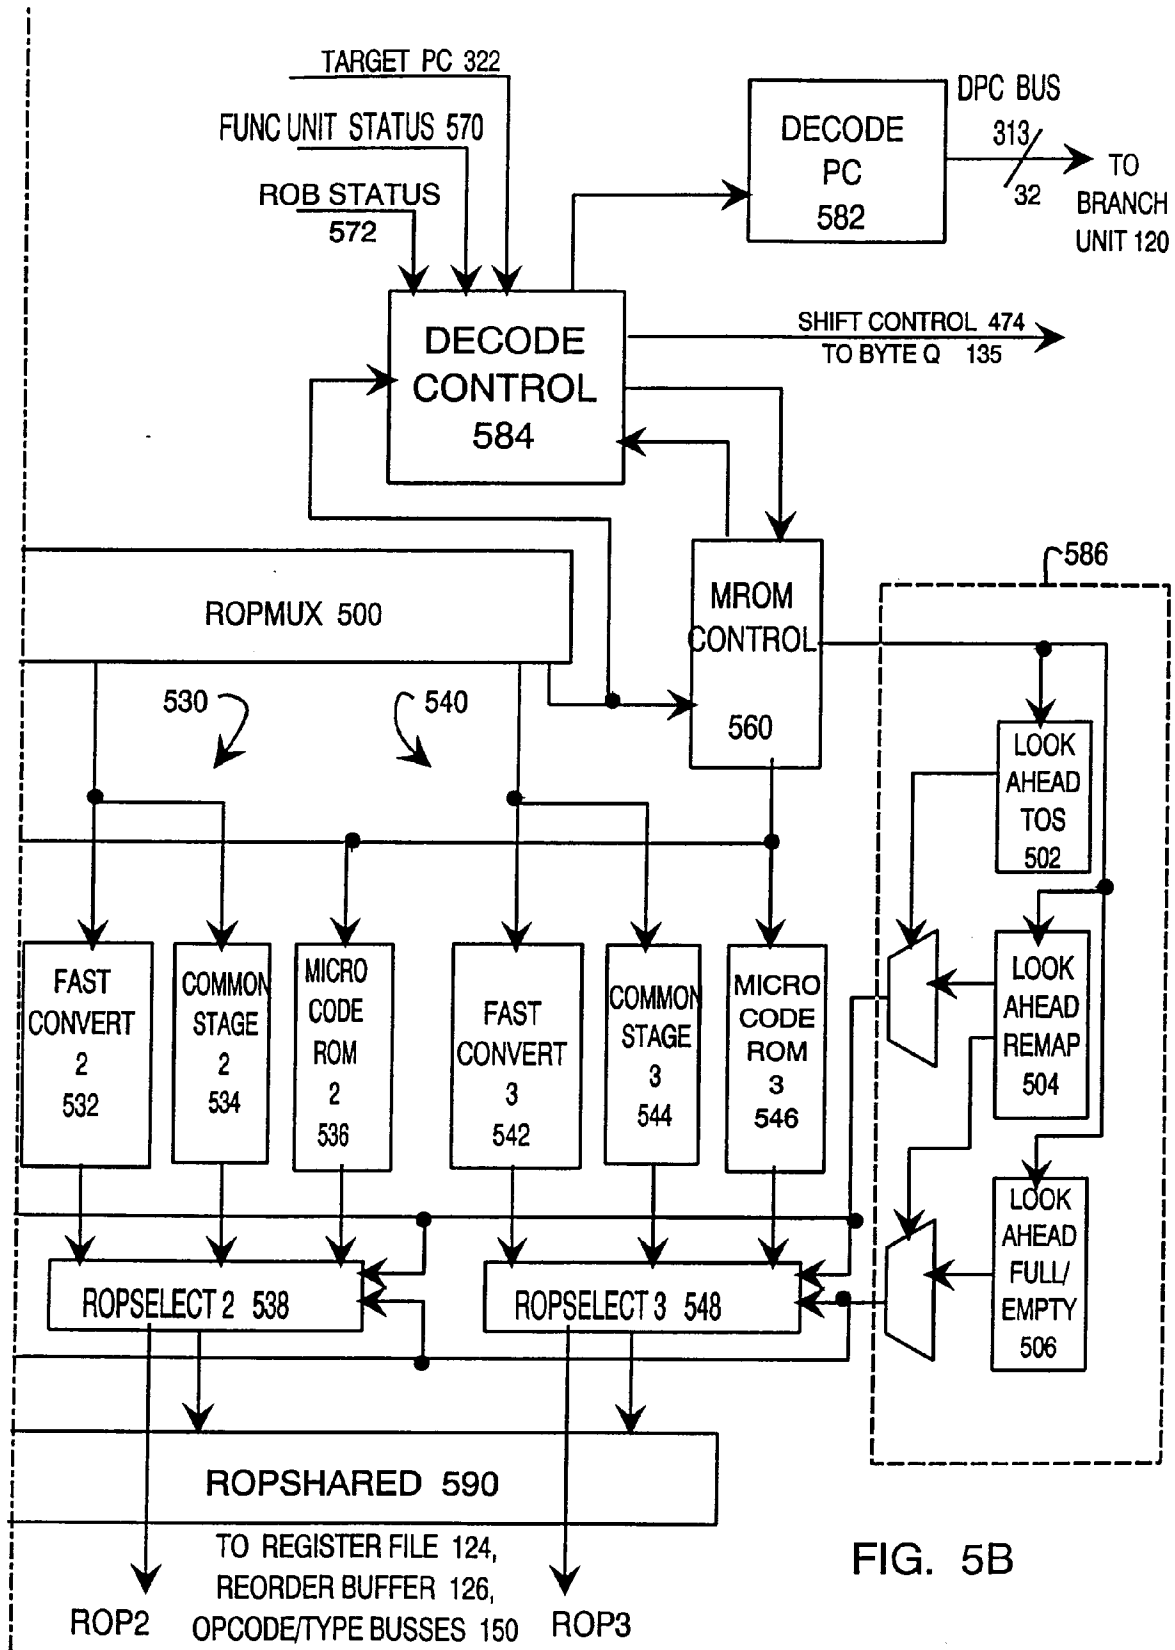 TARGET PC 322
FUNC UNIT STATUS 570
ROB STATUS
572
DECODE
PC
582
DPC BUS
313
32
TO
BRANCH
UNIT 120
DECODE
CONTROL
584
SHIFT CONTROL 474
TO BYTE Q 135
ROPMUX 500
530
540
MROM
CONTROL
560
586
LOOK
AHEAD
TOS
502
FAST
CONVERT
2
532
COMMON
STAGE
2
534
MICRO
CODE
ROM
2
536
FAST
CONVERT
3
542
COMMON
STAGE
3
544
MICRO
CODE
ROM
3
546
LOOK
AHEAD
REMAP
504
LOOK
AHEAD
FULL/
EMPTY
506
ROPSELECT 2 538
ROPSELECT 3 548
ROPSHARED 590
TO REGISTER FILE 124,
REORDER BUFFER 126,
OPCODE/TYPE BUSSES 150
ROP2
ROP3
FIG. 5B